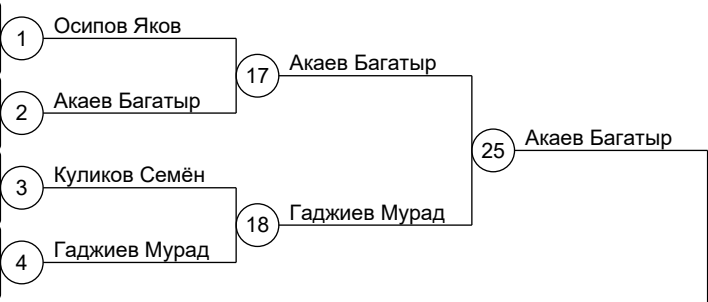 1 Осипов Яков
17 Акаев Багатыр
2 Акаев Багатыр
25 Акаев Багатыр
3 Куликов Семён
18 Гаджиев Мурад
4 Гаджиев Мурад